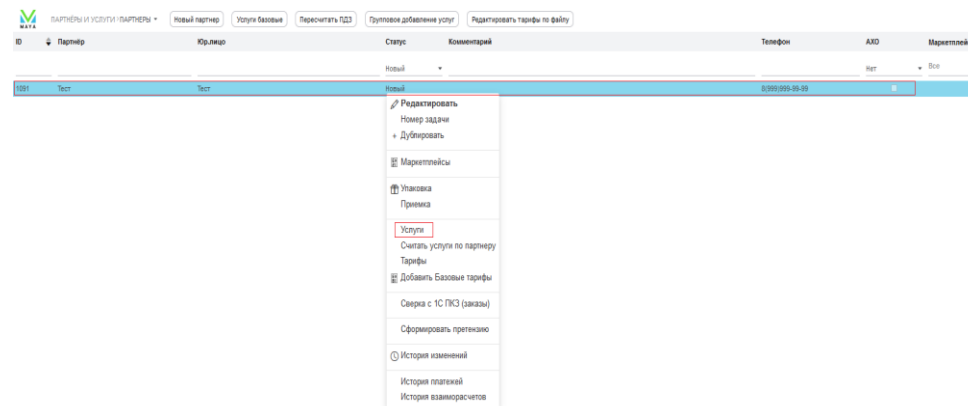 MAYA ПАРТНЁРЫ И УСЛУГИ ПАРТНЕРЫ Новый партнер Услуги базовые Пересчитать ПДЗ Групповое добавление услуг Редактировать тарифы по файлу
ID Партнёр Юр.лицо Статус Комментарий Телефон АХО Маркетплей
Новый Нет Все
1091 Тест Тест Новый 8(999)999-99-99
Редактировать
Номер задачи
+ Дублировать
Маркетплейсы
Упаковка
Приемка
Услуги
Считать услуги по партнеру
Тарифы
Добавить Базовые тарифы
Сверка с 1С ПКЗ (заказы)
Сформировать претензию
История изменений
История платежей
История взаиморасчетов